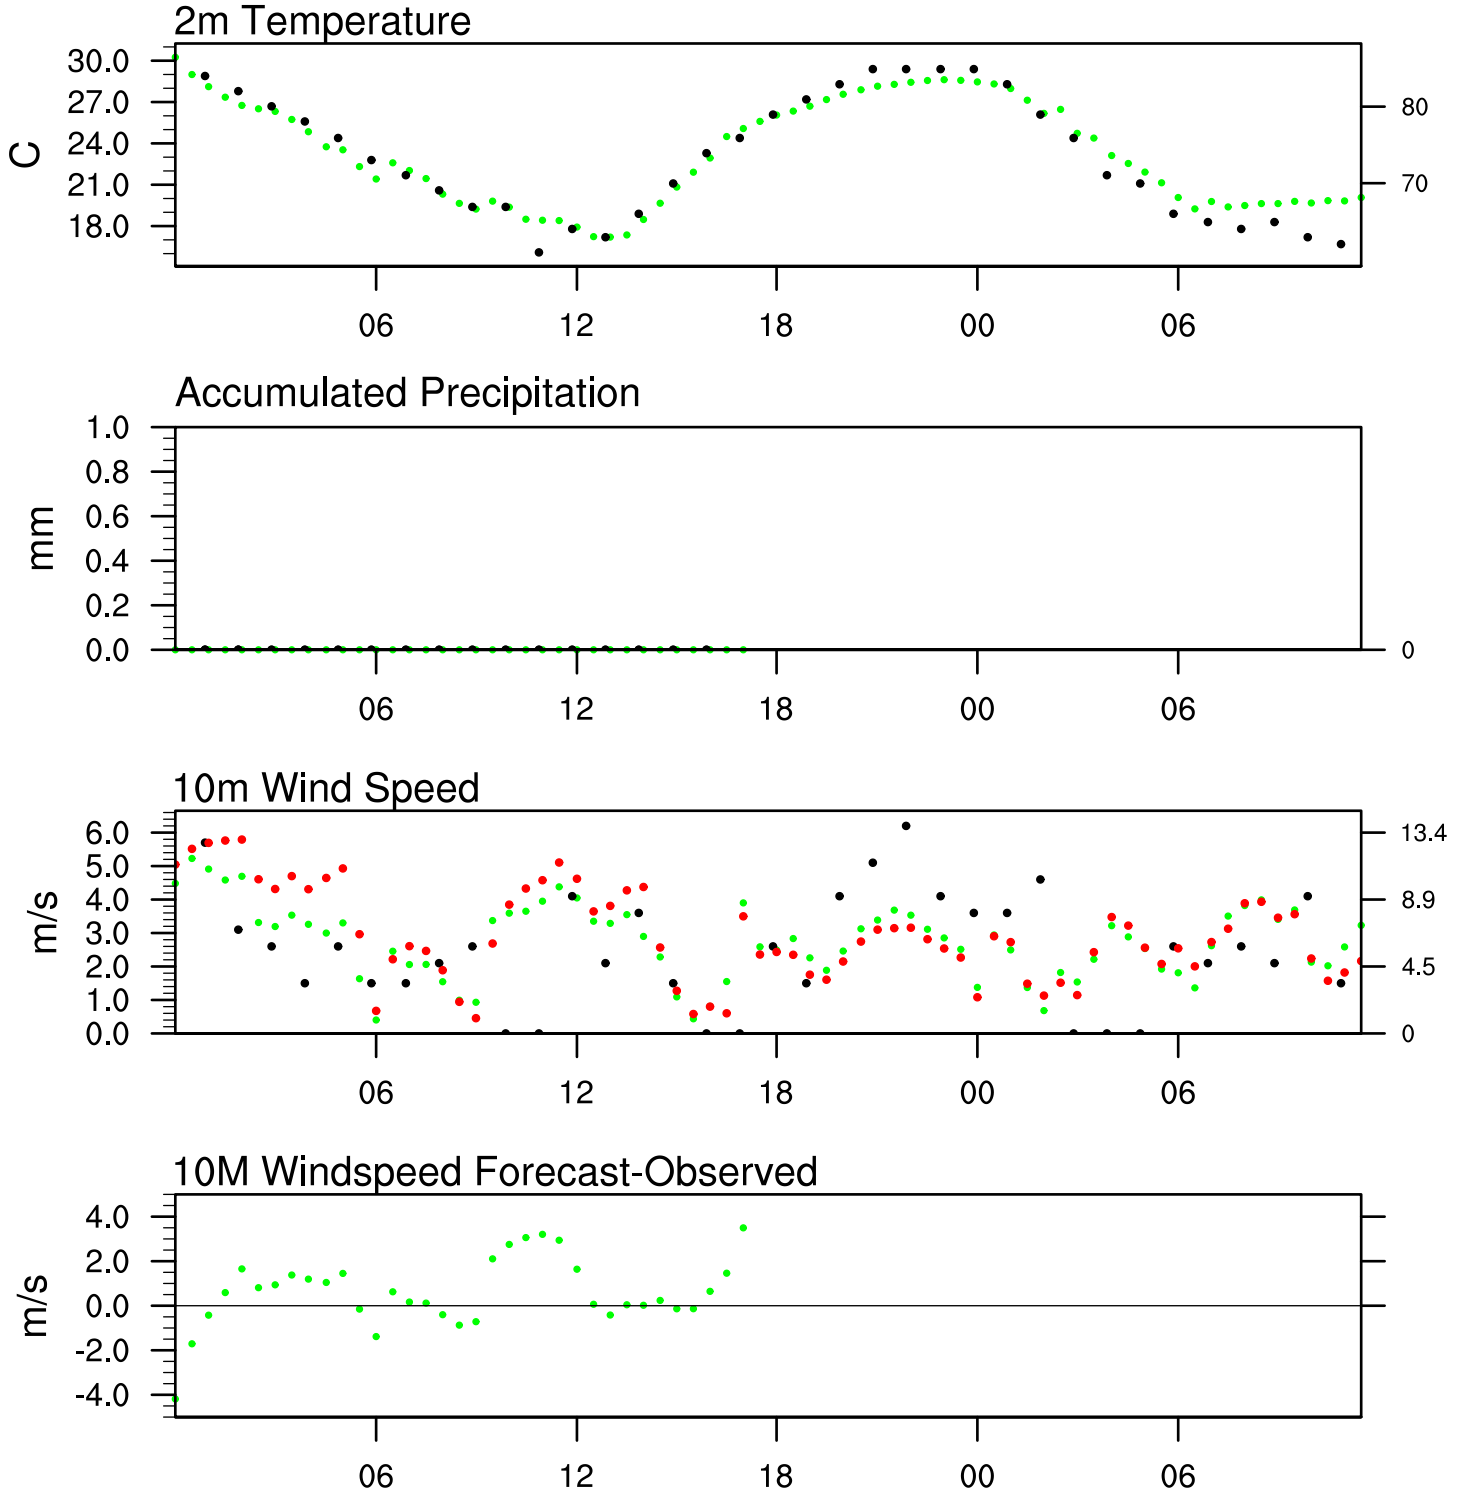 2m Temperature
30.0
27.0
24.0
21.0
18.0
C
80
70
06 12 18 00 06
Accumulated Precipitation
1.0
0.8
0.6
0.4
0.2
0.0
mm
0
06 12 18 00 06
10m Wind Speed
6.0
5.0
4.0
3.0
2.0
1.0
0.0
m/s
13.4
8.9
4.5
0
06 12 18 00 06
10M Windspeed Forecast-Observed
4.0
2.0
0.0
-2.0
-4.0
m/s
06 12 18 00 06